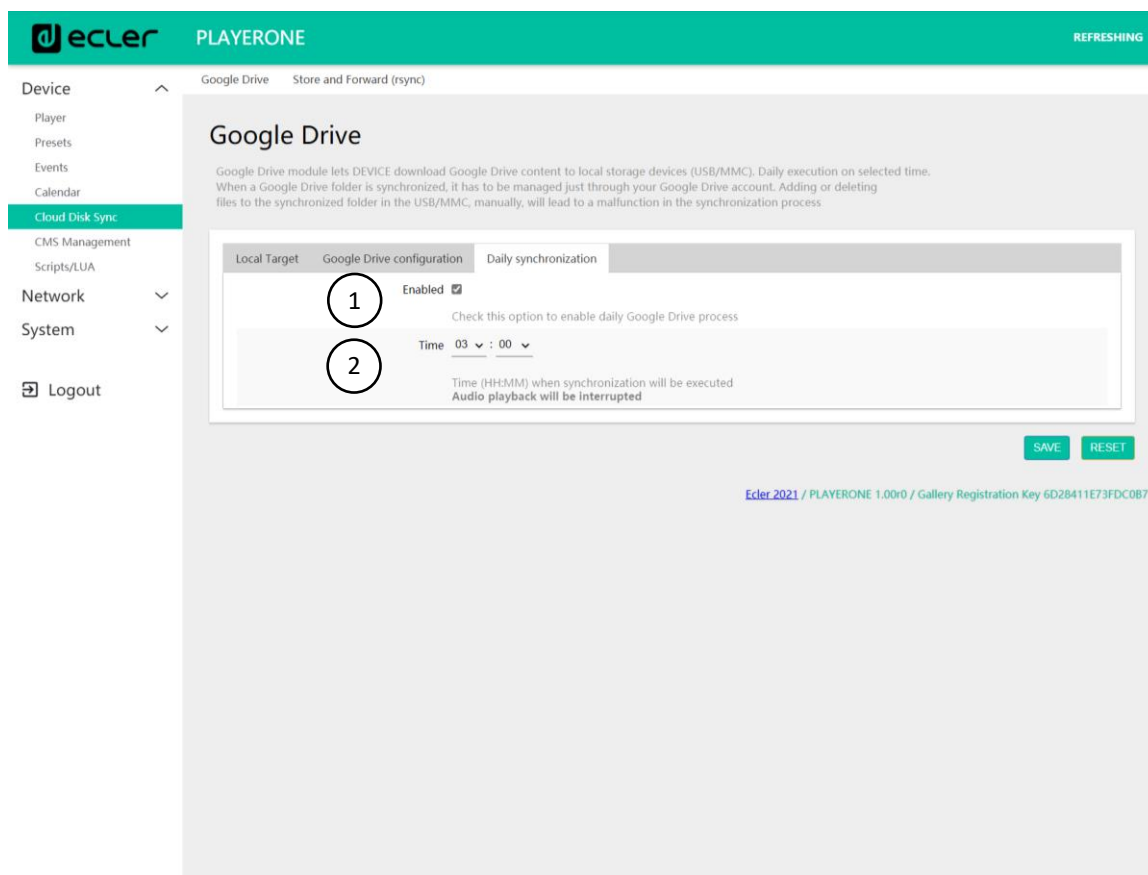 ecler
PLAYERONE
REFRESHING
Device
Player
Presets
Events
Calendar
Cloud Disk Sync
CMS Management
Scripts/LUA
Network
System
Logout
Google Drive Store and Forward (rsync)
Google Drive
Google Drive module lets DEVICE download Google Drive content to local storage devices (USB/MMC). Daily execution on selected time.
When a Google Drive folder is synchronized, it has to be managed just through your Google Drive account. Adding or deleting
files to the synchronized folder in the USB/MMC, manually, will lead to a malfunction in the synchronization process
Local Target Google Drive configuration Daily synchronization
1 Enabled
Check this option to enable daily Google Drive process
2 Time 03 : 00
Time (HH:MM) when synchronization will be executed
Audio playback will be interrupted
SAVE RESET
Ecler 2021 / PLAYERONE 1.00r0 / Gallery Registration Key 6D28411E73FDC0B7